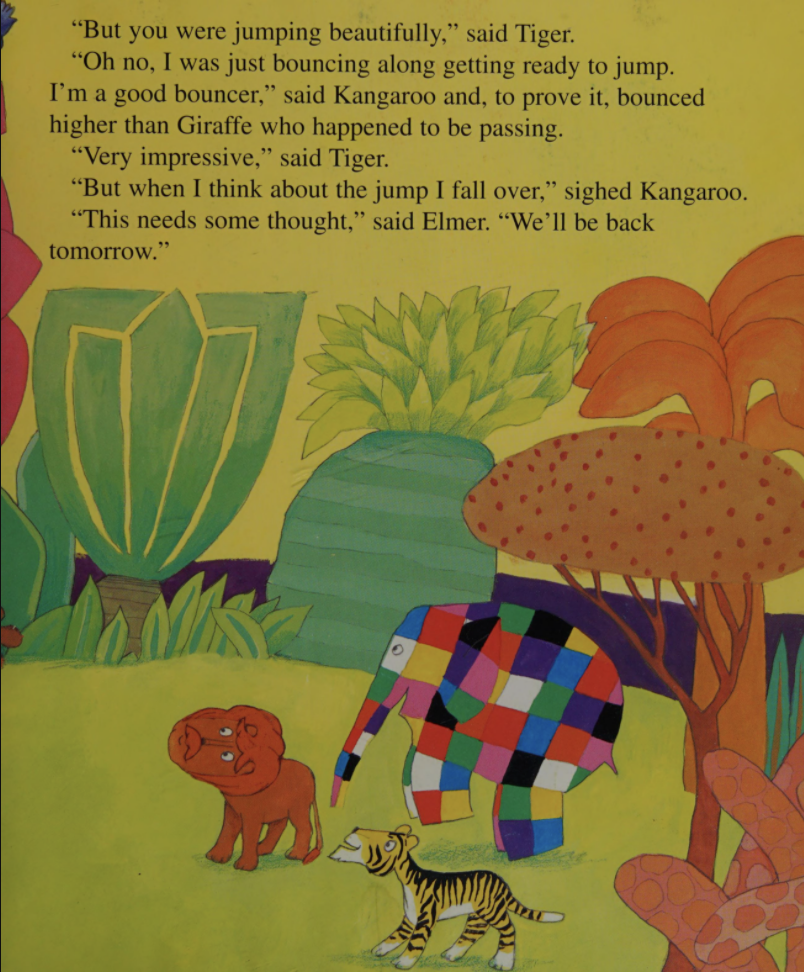 “But you were jumping beautifully,” said Tiger.
“Oh no, I was just bouncing along getting ready to jump.
I’m a good bouncer,” said Kangaroo and, to prove it, bounced
higher than Giraffe who happened to be passing.
“Very impressive,” said Tiger.
“But when I think about the jump I fall over,” sighed Kangaroo.
“This needs some thought,” said Elmer. “We’ll be back
tomorrow.”